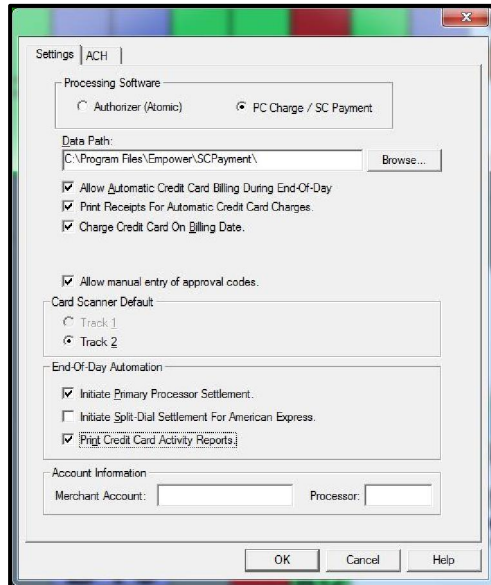 Settings ACH
Processing Software
Authorizer (Atomic) PC Charge / SC Payment
Data Path:
C:\Program Files\Empower\SCPayment\ Browse...
Allow Automatic Credit Card Billing During End-Of-Day
Print Receipts For Automatic Credit Card Charges.
Charge Credit Card On Billing Date.
Allow manual entry of approval codes.
Card Scanner Default
Track 1
Track 2
End-Of-Day Automation
Initiate Primary Processor Settlement.
Initiate Split-Dial Settlement For American Express.
Print Credit Card Activity Reports.
Account Information
Merchant Account: Processor:
OK Cancel Help